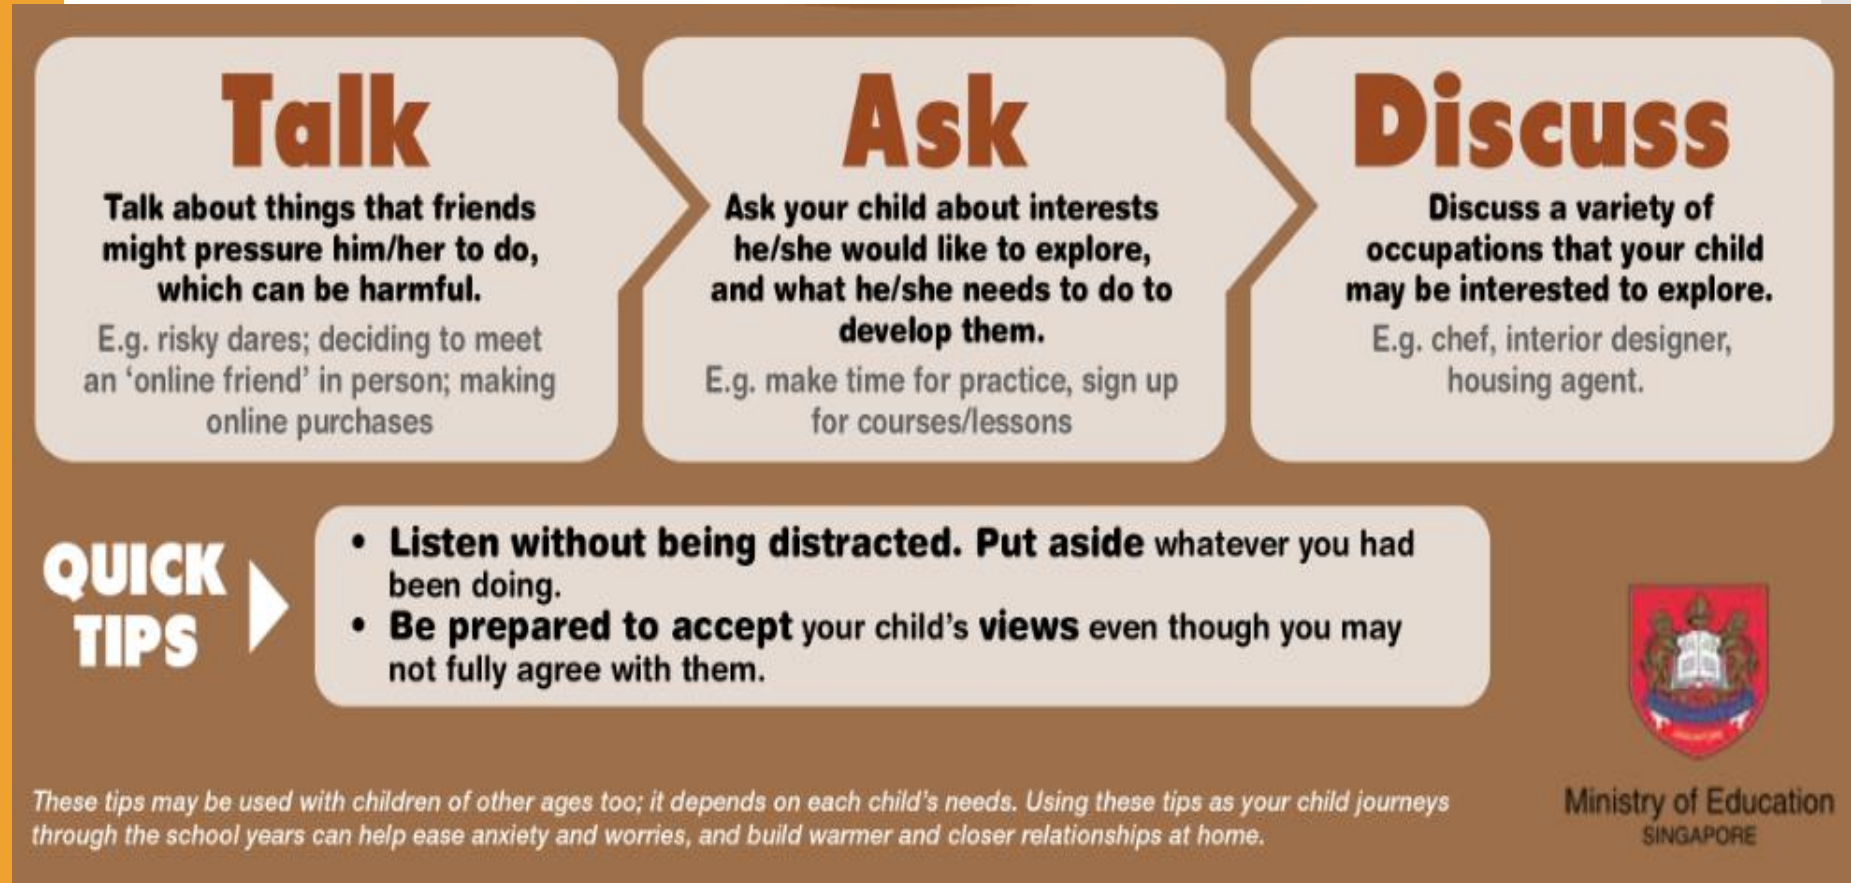 Talk
Talk about things that friends
might pressure him/her to do,
which can be harmful.
E.g. risky dares; deciding to meet
an ‘online friend’ in person; making
online purchases
Ask
Ask your child about interests
he/she would like to explore,
and what he/she needs to do to
develop them.
E.g. make time for practice, sign up
for courses/lessons
Discuss
Discuss a variety of
occupations that your child
may be interested to explore.
E.g. chef, interior designer,
housing agent.
QUICK
TIPS
• Listen without being distracted. Put aside whatever you had
been doing.
• Be prepared to accept your child’s views even though you may
not fully agree with them.
These tips may be used with children of other ages too; it depends on each child’s needs. Using these tips as your child journeys
through the school years can help ease anxiety and worries, and build warmer and closer relationships at home.
Ministry of Education
SINGAPORE